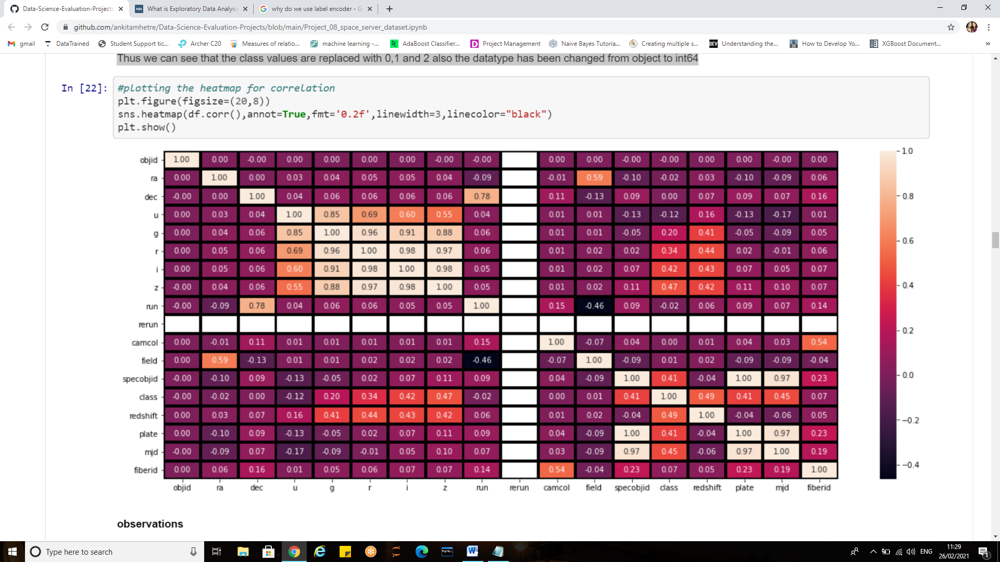 Data-Science-Evaluation-Projects
What is Exploratory Data Analysis
why do we use label encoder - G
github.com/ankitamhetre/Data-Science-Evaluation-Projects/blob/main/Project_08_space_server_dataset.ipynb
gmail DataTrained Student Support tic... Archer C20 Measures of relatio... machine learning -... AdaBoost Classifier... Project Management Naive Bayes Tutoria... Creating multiple s... DEV Understanding the... How to Develop Yo... XGBoost Document... »
Thus we can see that the class values are replaced with 0,1 and 2 also the datatype has been changed from object to int64
In [22]: #plotting the heatmap for correlation
plt.figure(figsize=(20,8))
sns.heatmap(df.corr(),annot=True,fmt='0.2f',linewidth=3,linecolor="black")
plt.show()
objid 1.00 0.00 -0.00 0.00 0.00 0.00 0.00 -0.00 -0.00 0.00 0.00 -0.00 -0.00 0.00 0.00 -0.00 0.00
ra 0.00 1.00 0.00 0.03 0.04 0.05 0.05 0.04 -0.09 -0.01 0.59 -0.10 -0.02 0.03 -0.10 -0.09 0.06
dec -0.00 0.00 1.00 0.04 0.06 0.06 0.06 0.06 0.78 0.11 -0.13 0.09 0.00 0.07 0.09 0.07 0.16
u 0.00 0.03 0.04 1.00 0.85 0.69 0.60 0.55 0.04 0.01 0.01 -0.13 -0.12 0.16 -0.13 -0.17 0.01
g 0.00 0.04 0.06 0.85 1.00 0.96 0.91 0.88 0.06 0.01 0.01 -0.05 0.20 0.41 -0.05 -0.09 0.05
r 0.00 0.05 0.06 0.69 0.96 1.00 0.98 0.97 0.06 0.01 0.02 0.02 0.34 0.44 0.02 -0.01 0.06
i 0.00 0.05 0.06 0.60 0.91 0.98 1.00 0.98 0.05 0.01 0.02 0.07 0.42 0.43 0.07 0.05 0.07
z -0.00 0.04 0.06 0.55 0.88 0.97 0.98 1.00 0.05 0.01 0.02 0.11 0.47 0.42 0.11 0.10 0.07
run -0.00 -0.09 0.78 0.04 0.06 0.06 0.05 0.05 1.00 0.15 -0.46 0.09 -0.02 0.06 0.09 0.07 0.14
rerun
camcol 0.00 -0.01 0.11 0.01 0.01 0.01 0.01 0.01 0.15 1.00 -0.07 0.04 0.00 0.01 0.04 0.03 0.54
field 0.00 0.59 -0.13 0.01 0.01 0.02 0.02 0.02 -0.46 -0.07 1.00 -0.09 0.01 0.02 -0.09 -0.09 -0.04
specobjid -0.00 -0.10 0.09 -0.13 -0.05 0.02 0.07 0.11 0.09 0.04 -0.09 1.00 0.41 -0.04 1.00 0.97 0.23
class -0.00 -0.02 0.00 -0.12 0.20 0.34 0.42 0.47 -0.02 0.00 0.01 0.41 1.00 0.49 0.41 0.45 0.07
redshift 0.00 0.03 0.07 0.16 0.41 0.44 0.43 0.42 0.06 0.01 0.02 -0.04 0.49 1.00 -0.04 -0.06 0.05
plate 0.00 -0.10 0.09 -0.13 -0.05 0.02 0.07 0.11 0.09 0.04 -0.09 1.00 0.41 -0.04 1.00 0.97 0.23
mjd -0.00 -0.09 0.07 -0.17 -0.09 -0.01 0.05 0.10 0.07 0.03 -0.09 0.97 0.45 -0.06 0.97 1.00 0.19
fiberid 0.00 0.06 0.16 0.01 0.05 0.06 0.07 0.07 0.14 0.54 -0.04 0.23 0.07 0.05 0.23 0.19 1.00
objid ra dec u g r i z run rerun camcol field specobjid class redshift plate mjd fiberid
1.0
0.8
0.6
0.4
0.2
0.0
-0.2
-0.4
observations
Type here to search
ENG
11:29
26/02/2021
1